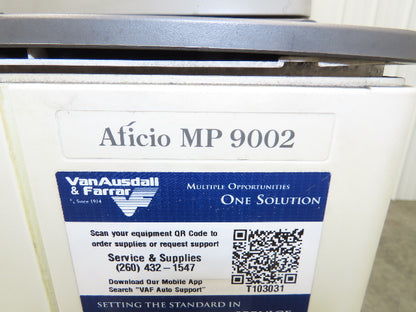 Aficio MP 9002
VanAusdall
& Farrar
Since 1914
MULTIPLE OPPORTUNITIES
ONE SOLUTION
Scan your equipment QR Code to
order supplies or request support
Service & Supplies
(260) 432-1547
Download Our Mobile App
Search "VAF Auto Support"
T103031
SETTING THE STANDARD IN